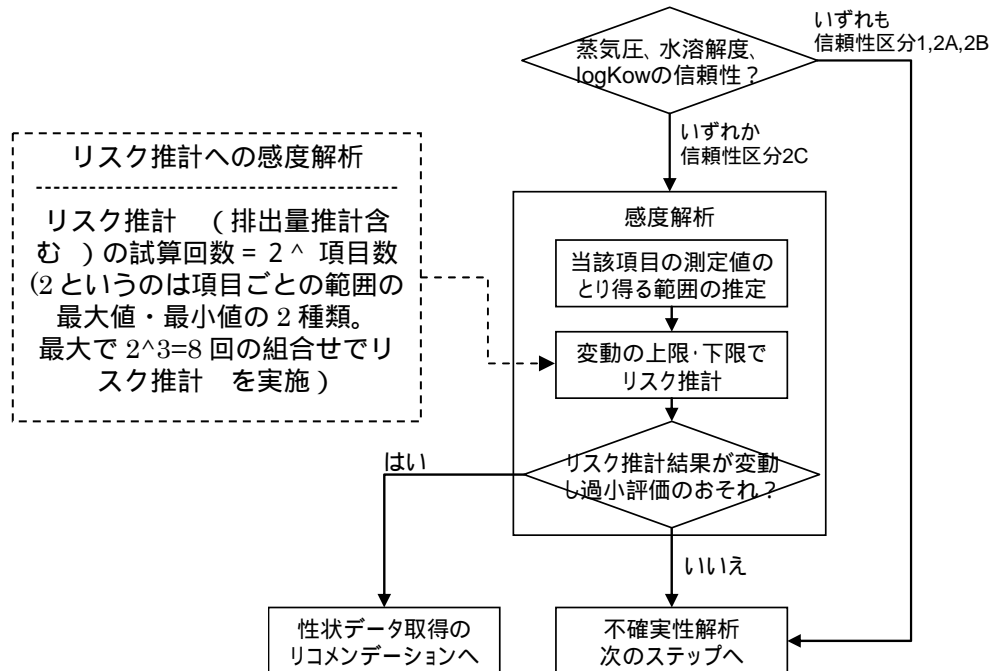 蒸気圧、水溶解度、
logKowの信頼性？
いずれも
信頼性区分1,2A,2B
いずれか
信頼性区分2C
リスク推計への感度解析
リスク推計　（排出量推計含
む　）の試算回数＝ 2＾ 項目数
(2 というのは項目ごとの範囲の
最大値・最小値の 2 種類。
最大で 2^3=8 回の組合せでリ
スク推計　を実施）
感度解析
当該項目の測定値の
とり得る範囲の推定
変動の上限・下限で
リスク推計
リスク推計結果が変動
し過小評価のおそれ？
はい
いいえ
性状データ取得の
リコメンデーションへ
不確実性解析
次のステップへ